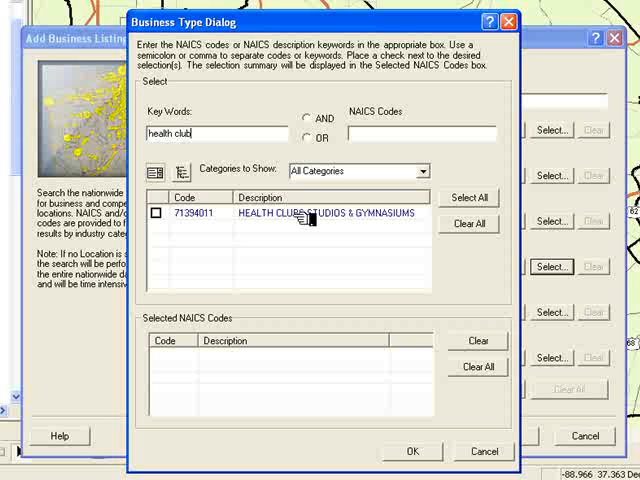 Business Type Dialog
Add Business Listing
Enter the NAICS codes or NAICS description keywords in the appropriate box. Use a
semicolon or comma to separate codes or keywords. Place a check next to the desired
selection(s). The selection summary will be displayed in the Selected NAICS Codes box.
Select
Key Words:
AND
NAICS Codes
health club
OR
Categories to Show:
All Categories
Code
Description
Select All
71394011
HEALTH CLUBS STUDIOS & GYMNASIUMS
Clear All
Search the nationwide
for business and compe
locations. NAICS and/o
codes are provided to f
results by industry cate
Note: If no Location is s
the search will be perfo
the entire nationwide da
and will be time intensiv
Select...
Clear
Select...
Clear
Select...
Clear
Select...
Clear
Select...
Clear
Select...
Clear
Clear All
Selected NAICS Codes
Code
Description
Clear
Clear All
Help
OK
Cancel
Cancel
62
68
-88.966 37.363 Dec